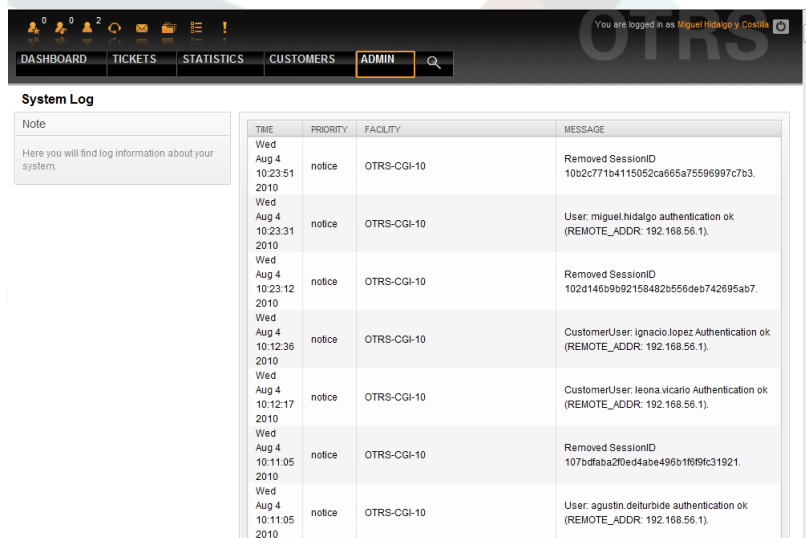 0 0 2
You are logged in as Miguel Hidalgo y Costilla
OTRS
DASHBOARD TICKETS STATISTICS CUSTOMERS ADMIN
System Log
Note
Here you will find log information about your
system.
TIME PRIORITY FACILITY MESSAGE
Wed
Aug 4
10:23:51
2010
notice
OTRS-CGI-10
Removed SessionID
10b2c771b4115052ca665a75596997c7b3.
Wed
Aug 4
10:23:31
2010
notice
OTRS-CGI-10
User: miguel.hidalgo authentication ok
(REMOTE_ADDR: 192.168.56.1).
Wed
Aug 4
10:23:12
2010
notice
OTRS-CGI-10
Removed SessionID
102d146b9b92158482b556deb742695ab7.
Wed
Aug 4
10:12:36
2010
notice
OTRS-CGI-10
CustomerUser: ignacio.lopez Authentication ok
(REMOTE_ADDR: 192.168.56.1).
Wed
Aug 4
10:12:17
2010
notice
OTRS-CGI-10
CustomerUser: leona.vicario Authentication ok
(REMOTE_ADDR: 192.168.56.1).
Wed
Aug 4
10:11:05
2010
notice
OTRS-CGI-10
Removed SessionID
107bdfaba2f0ed4abe496b1f6f9fc31921.
Wed
Aug 4
10:11:05
2010
notice
OTRS-CGI-10
User: agustin.deiturbide authentication ok
(REMOTE_ADDR: 192.168.56.1).